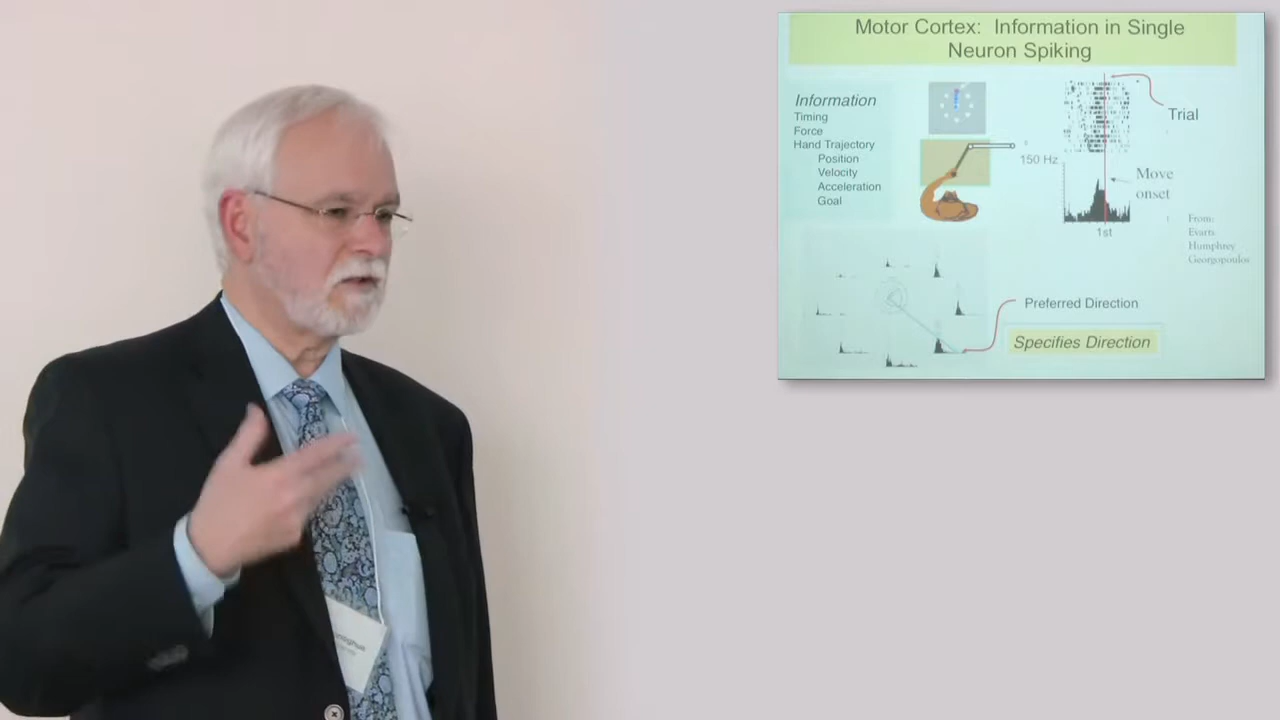 Motor Cortex: Information in Single
Neuron Spiking
Information
Timing
Force
Hand Trajectory
Position
Velocity
Acceleration
Goal
Trial
150 Hz
Move
onset
1st
From:
Evarts
Humphrey
Georgopoulos
Preferred Direction
Specifies Direction